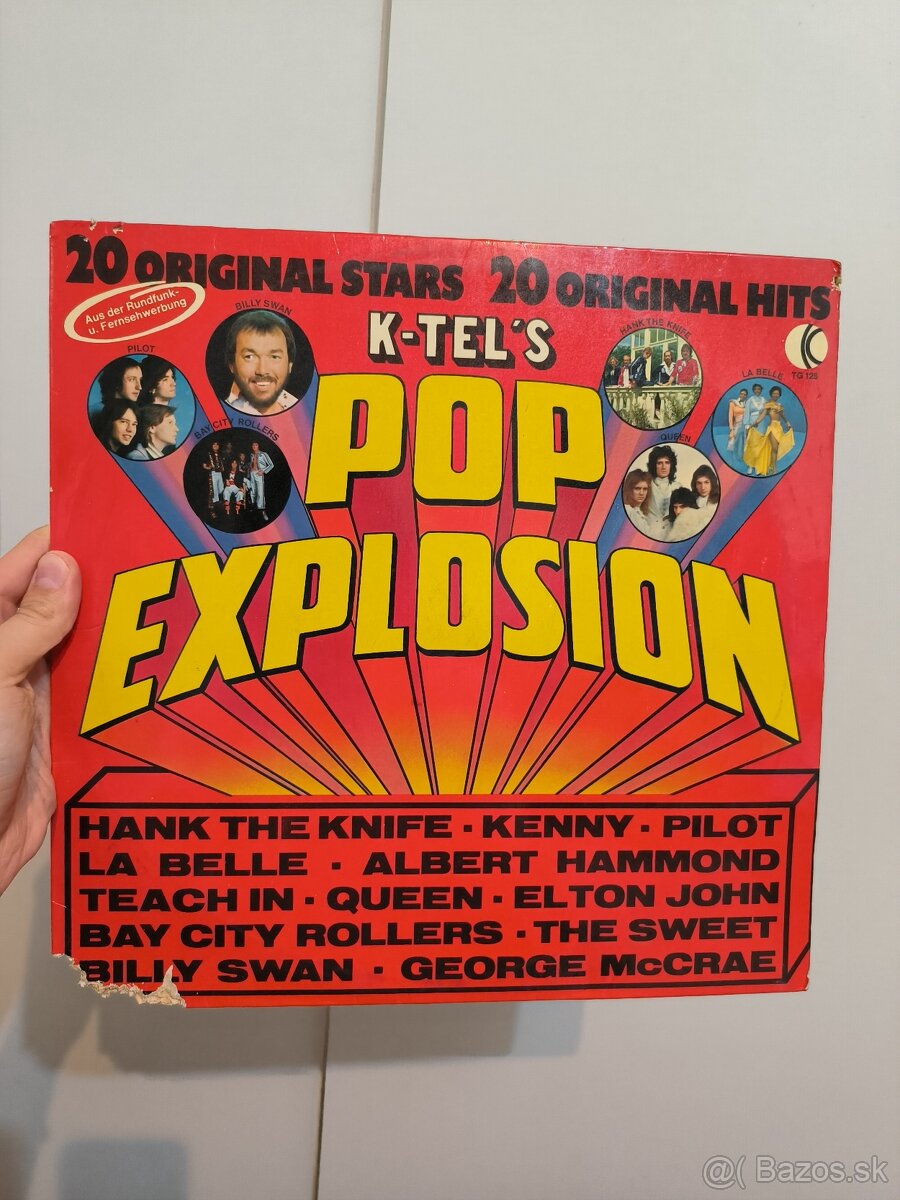 20 ORIGINAL STARS 20 ORIGINAL HITS
Aus der Rundfunk-
u. Fernsehwerbung
K-TEL'S
K
TG 125
PILOT
BILLY SWAN
BAY CITY ROLLERS
HANK THE KNIFE
LA BELLE
QUEEN
POP
EXPLOSION
HANK THE KNIFE · KENNY · PILOT
LA BELLE · ALBERT HAMMOND
TEACH IN · QUEEN · ELTON JOHN
BAY CITY ROLLERS · THE SWEET
BILLY SWAN · GEORGE McCRAE
@( Bazos.sk